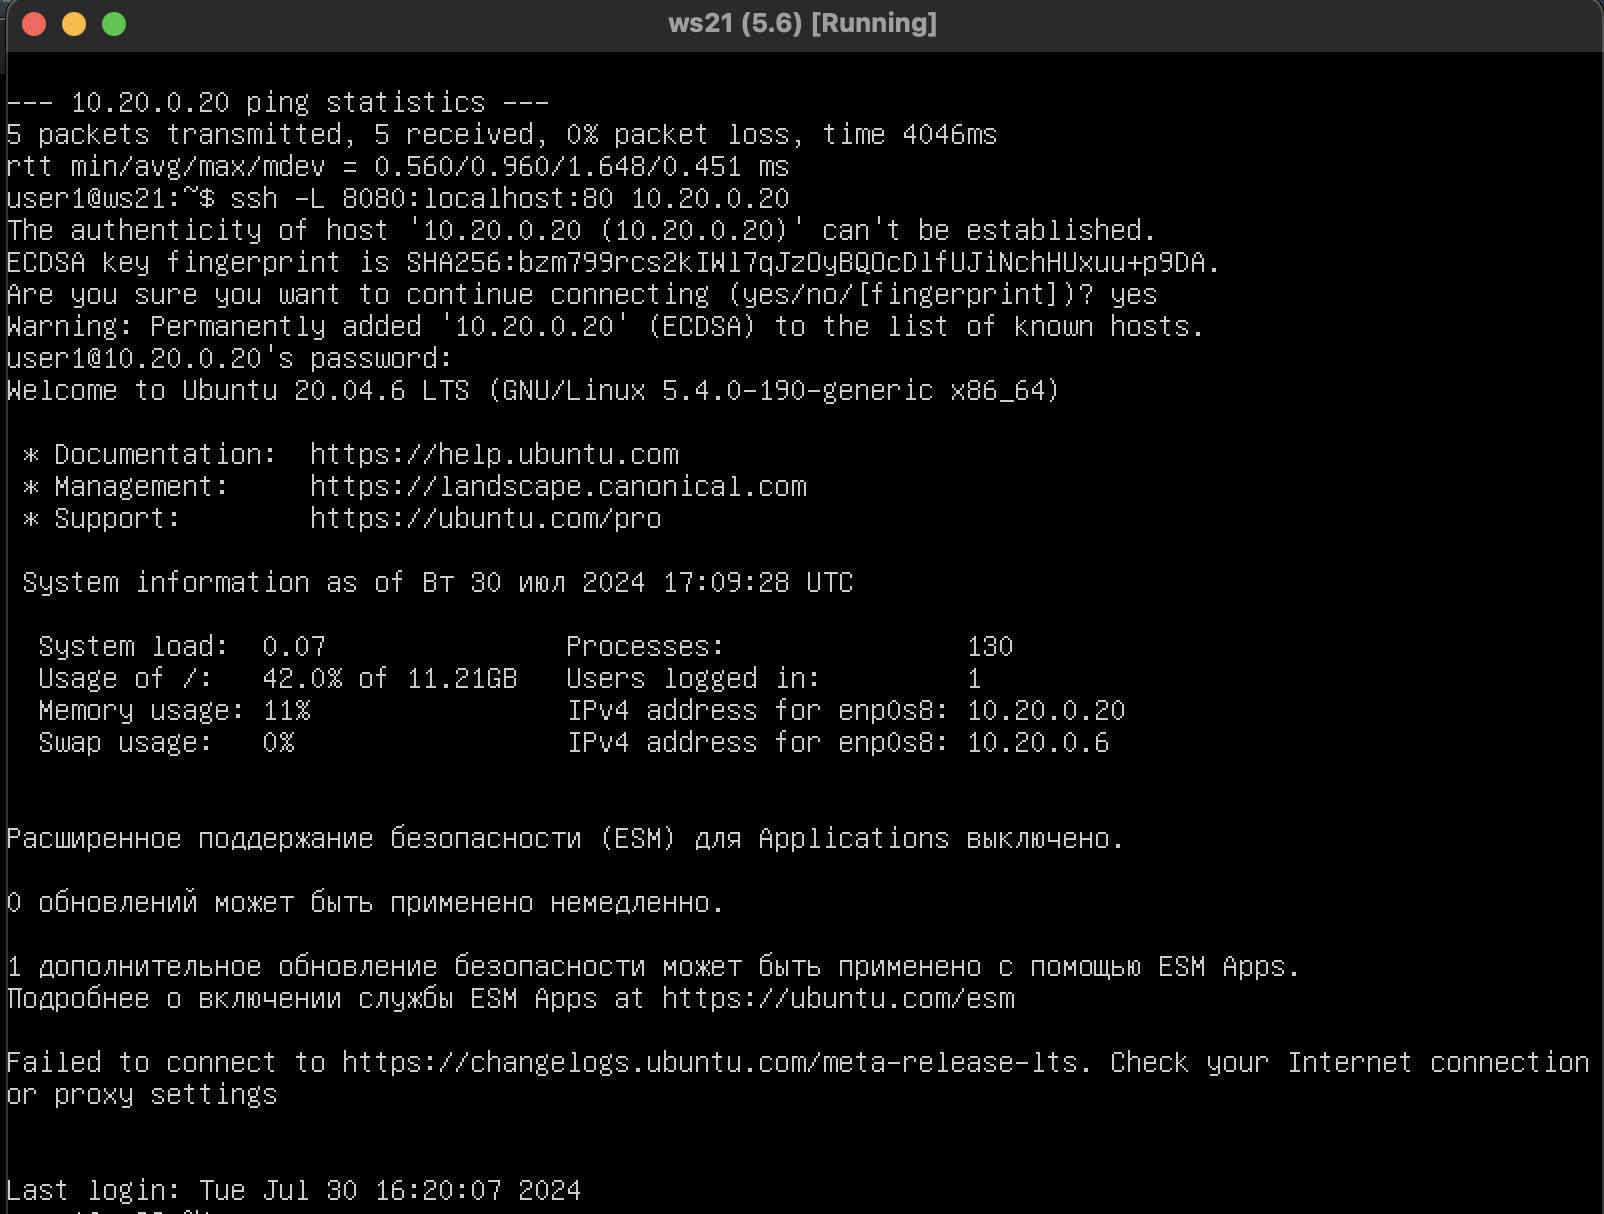 ws21 (5.6) [Running]
--- 10.20.0.20 ping statistics ---
5 packets transmitted, 5 received, 0% packet loss, time 4046ms
rtt min/avg/max/mdev = 0.560/0.960/1.648/0.451 ms
user1@ws21:~$ ssh -L 8080:localhost:80 10.20.0.20
The authenticity of host '10.20.0.20 (10.20.0.20)' can't be established.
ECDSA key fingerprint is SHA256:bzm799rcs2kIWl7qJzOyBQOcDlfUJiNchHUxuu+p9DA.
Are you sure you want to continue connecting (yes/no/[fingerprint])? yes
Warning: Permanently added '10.20.0.20' (ECDSA) to the list of known hosts.
user1@10.20.0.20's password:
Welcome to Ubuntu 20.04.6 LTS (GNU/Linux 5.4.0-190-generic x86_64)
* Documentation:  https://help.ubuntu.com
* Management:     https://landscape.canonical.com
* Support:        https://ubuntu.com/pro
System information as of Вт 30 июл 2024 17:09:28 UTC
System load:  0.07               Processes:               130
Usage of /:   42.0% of 11.21GB   Users logged in:         1
Memory usage: 11%                IPv4 address for enp0s8: 10.20.0.20
Swap usage:   0%                 IPv4 address for enp0s8: 10.20.0.6
Расширенное поддержание безопасности (ESM) для Applications выключено.
0 обновлений может быть применено немедленно.
1 дополнительное обновление безопасности может быть применено с помощью ESM Apps.
Подробнее о включении службы ESM Apps at https://ubuntu.com/esm
Failed to connect to https://changelogs.ubuntu.com/meta-release-lts. Check your Internet connection
or proxy settings
Last login: Tue Jul 30 16:20:07 2024